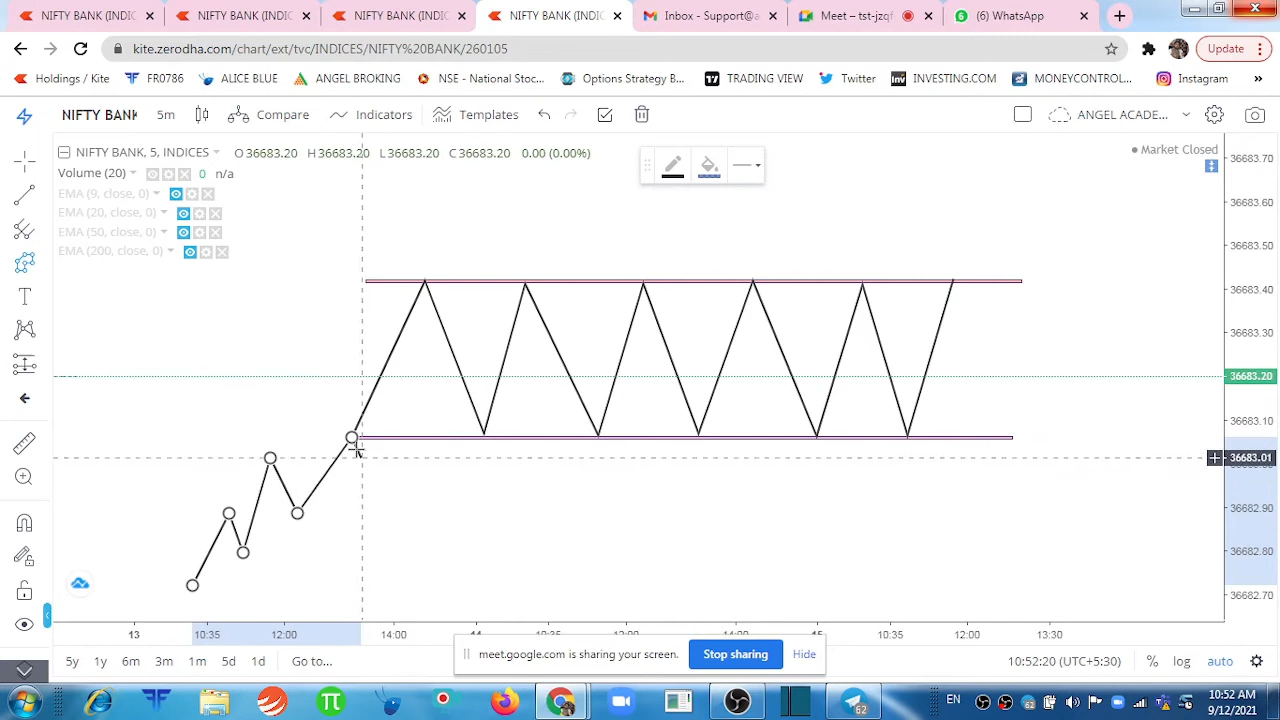 NIFTY BANK (INDIC
NIFTY BANK (INDIC
NIFTY BANK (INDIC
NIFTY BANK (INDIC
Inbox - Support@a
Meet – tst-jzqf
(6) WhatsApp
kite.zerodha.com/chart/ext/tvc/INDICES/NIFTY%20BANK/260105
Update
Holdings / Kite
FR0786
ALICE BLUE
ANGEL BROKING
NSE - National Stoc...
Options Strategy B...
TRADING VIEW
Twitter
INVESTING.COM
MONEYCONTROL...
Instagram
»
NIFTY BANK
5m
Compare
Indicators
Templates
ANGEL ACADE...
NIFTY BANK, 5, INDICES
O 36683.20 H 36683.20 L 36683.20 C 36683.20 0.00 (0.00%)
Market Closed
Volume (20)
0 n/a
EMA (9, close, 0)
EMA (20, close, 0)
EMA (50, close, 0)
EMA (200, close, 0)
36683.70
36683.60
36683.50
36683.40
36683.30
36683.20
36683.10
36683.01
36682.90
36682.80
36682.70
13
10:35
12:00
14:00
14:00
15
10:35
12:00
13:30
5y
1y
6m
3m
1m
5d
1d
Go to...
meet.google.com is sharing your screen.
Stop sharing
Hide
10:52:20 (UTC+5:30)
%
log
auto
62
EN
10:52 AM
9/12/2021